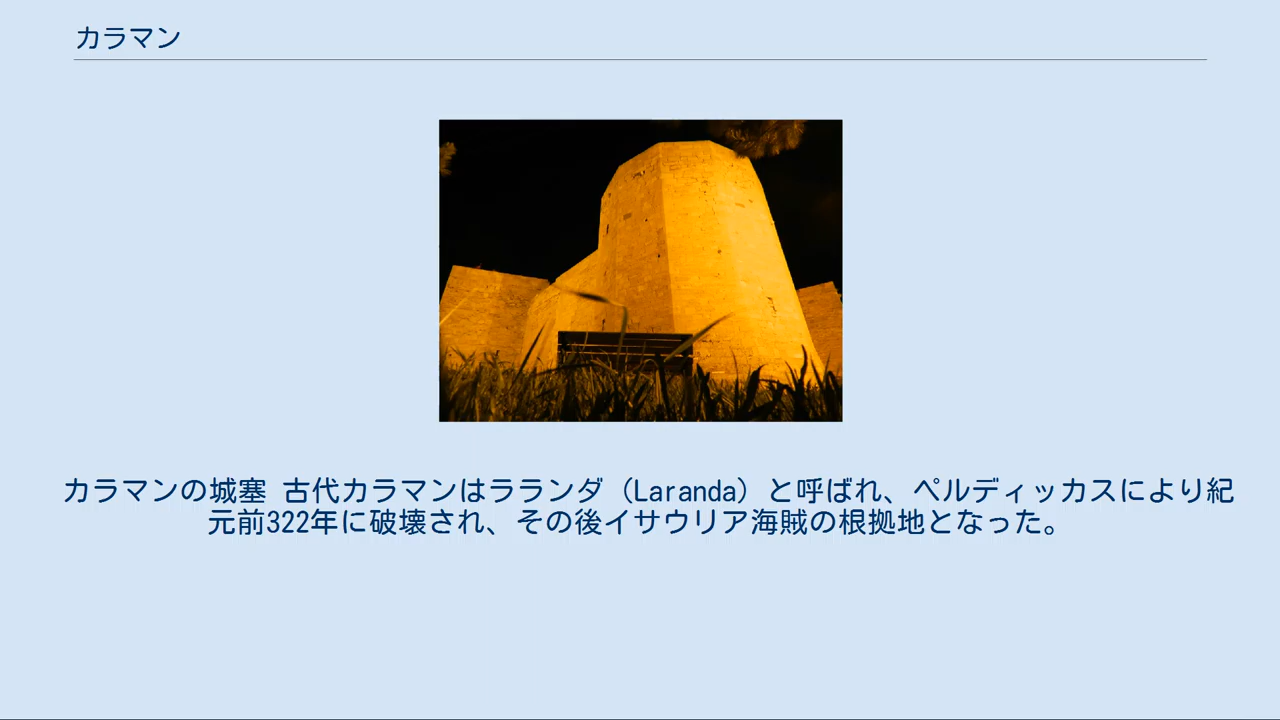 カラマン
カラマンの城塞 古代カラマンはラランダ（Laranda）と呼ばれ、ペルディッカスにより紀
元前322年に破壊され、その後イサウリア海賊の根拠地となった。